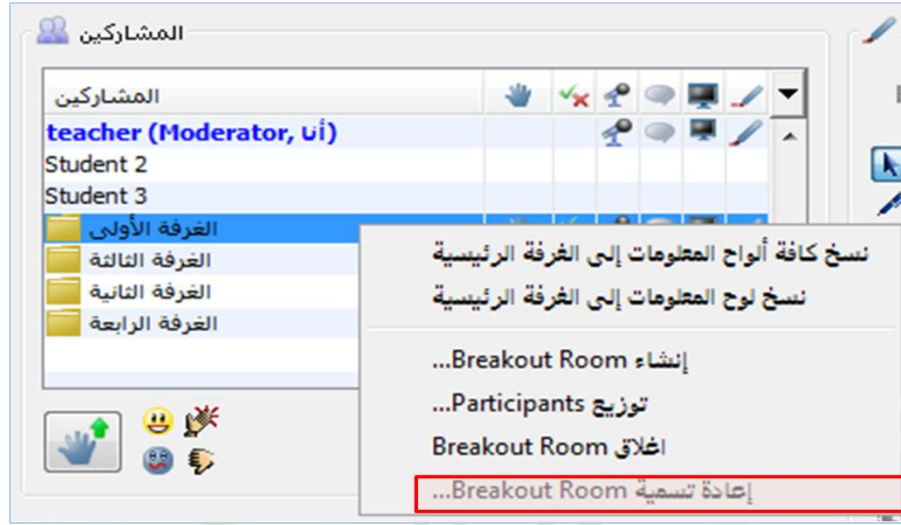 المشاركين
المشاركين
teacher (Moderator, أنا)
Student 2
Student 3
الغرفة الأولى
الغرفة الثالثة
الغرفة الثانية
الغرفة الرابعة
نسخ كافة ألواح المعلومات إلى الغرفة الرئيسية
نسخ لوح المعلومات إلى الغرفة الرئيسية
إنشاء Breakout Room...
توزيع Participants...
اغلاق Breakout Room
إعادة تسمية Breakout Room...